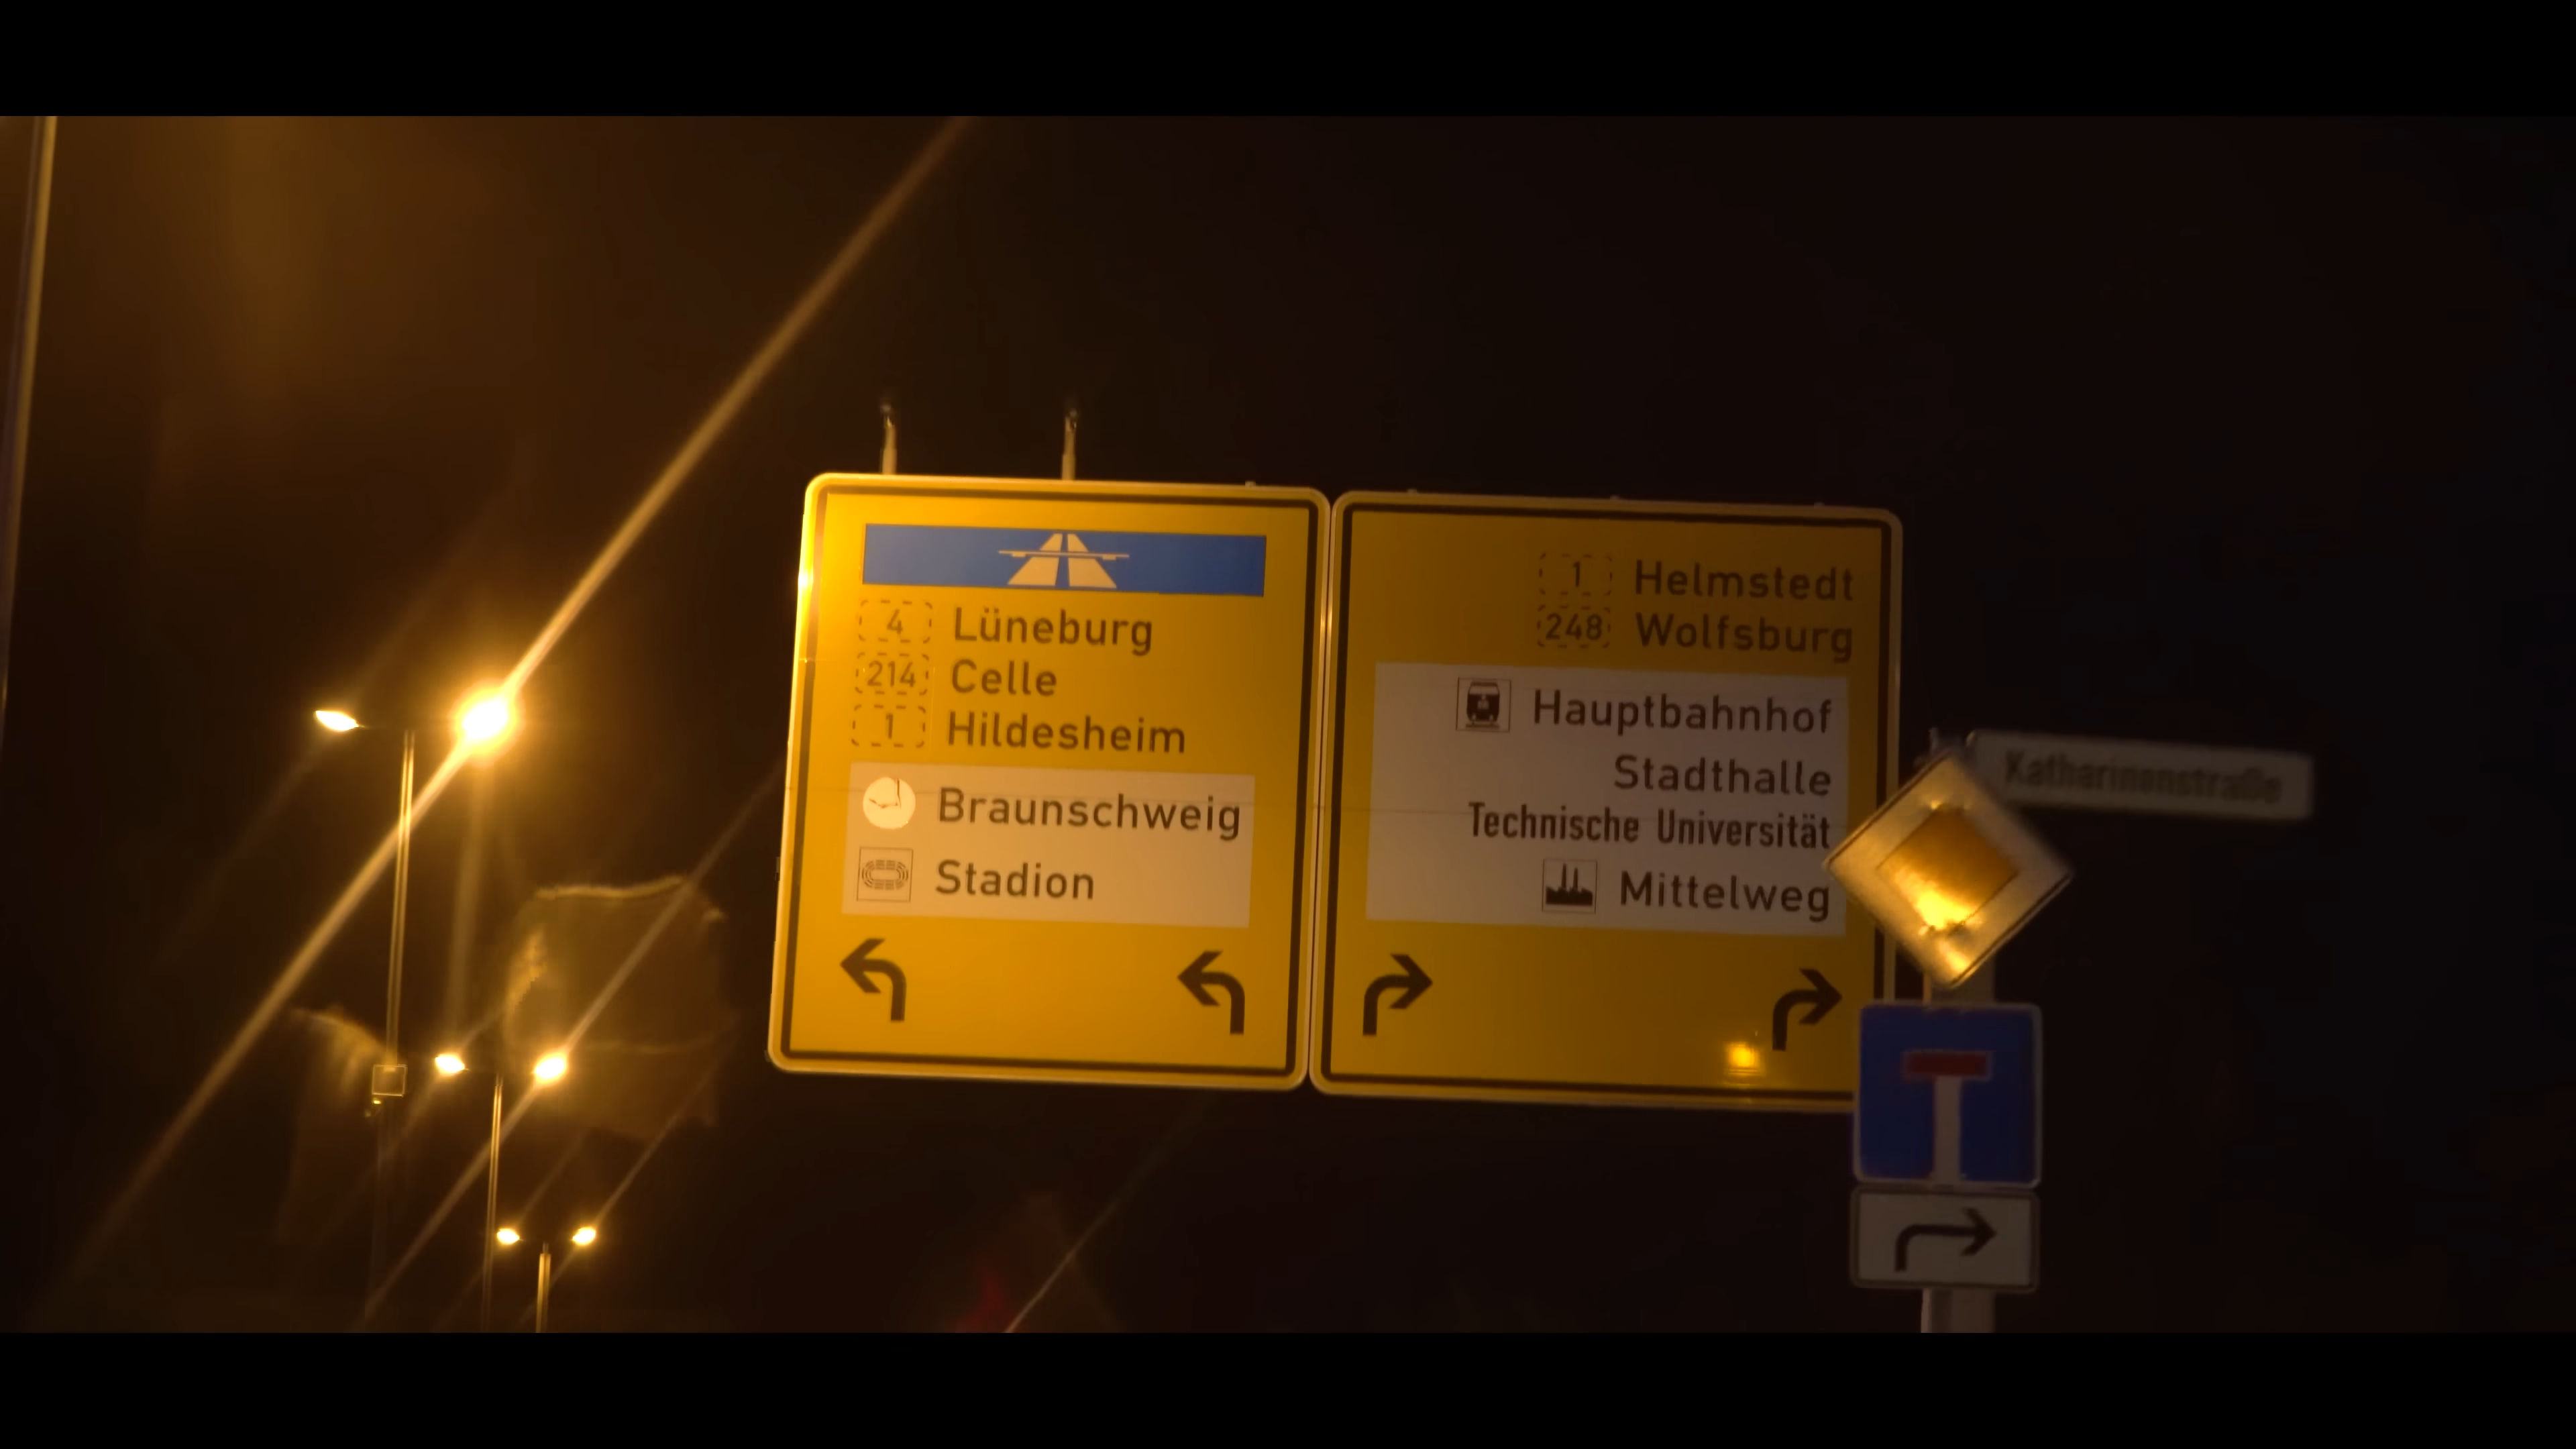 4 Lüneburg
214 Celle
1 Hildesheim
Braunschweig
Stadion
1 Helmstedt
248 Wolfsburg
Hauptbahnhof
Stadthalle
Technische Universität
Mittelweg
Katharinenstraße